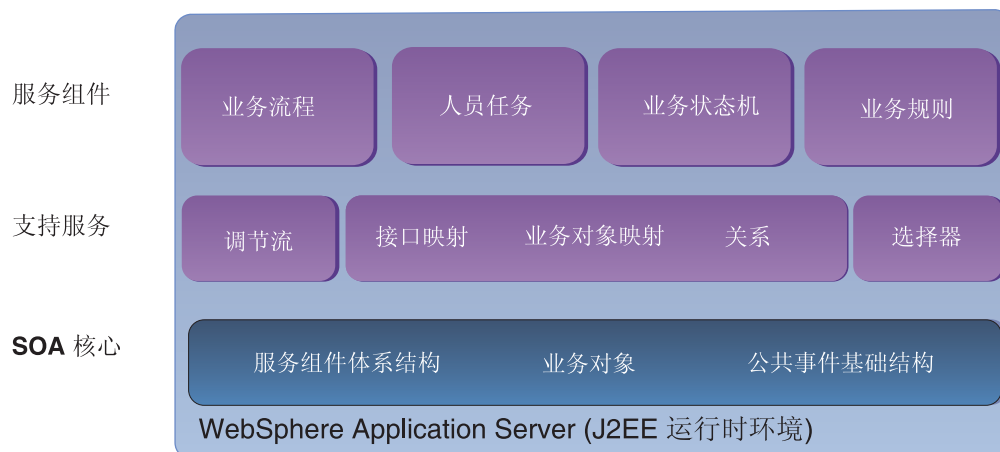 服务组件
业务流程
人员任务
业务状态机
业务规则
支持服务
调节流
接口映射 业务对象映射 关系
选择器
SOA 核心
服务组件体系结构 业务对象 公共事件基础结构
WebSphere Application Server (J2EE 运行时环境)